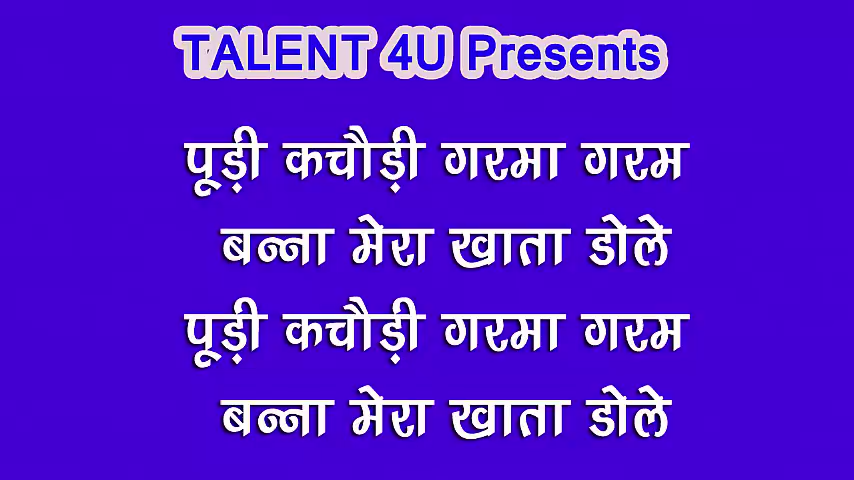 TALENT 4U Presents
पूड़ी कचौड़ी गरमा गरम
बन्ना मेरा खाता डोले
पूड़ी कचौड़ी गरमा गरम
बन्ना मेरा खाता डोले